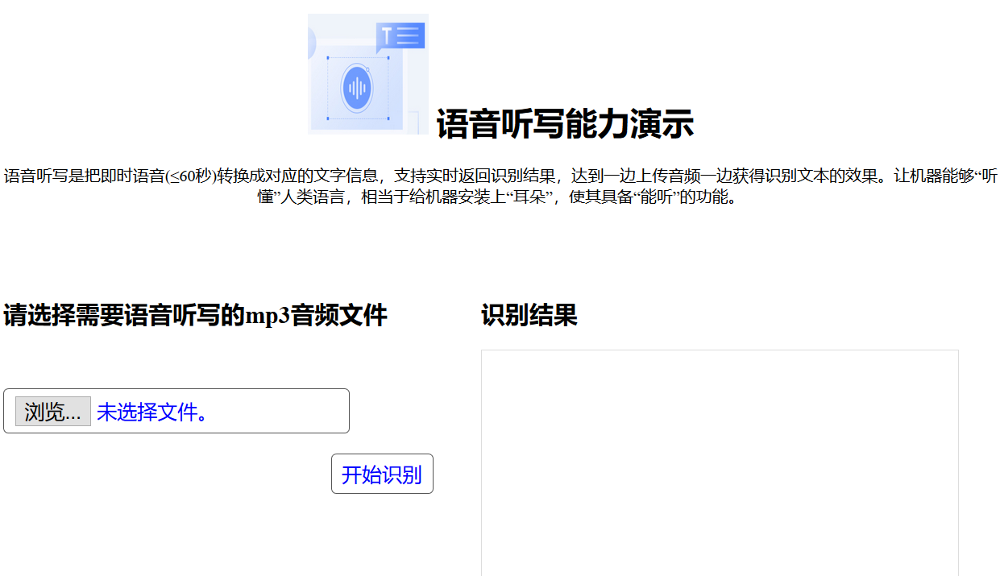 T
语音听写能力演示
语音听写是把即时语音(≤60秒)转换成对应的文字信息，支持实时返回识别结果，达到一边上传音频一边获得识别文本的效果。让机器能够“听
懂”人类语言，相当于给机器安装上“耳朵”，使其具备“能听”的功能。
请选择需要语音听写的mp3音频文件
识别结果
浏览... 未选择文件。
开始识别